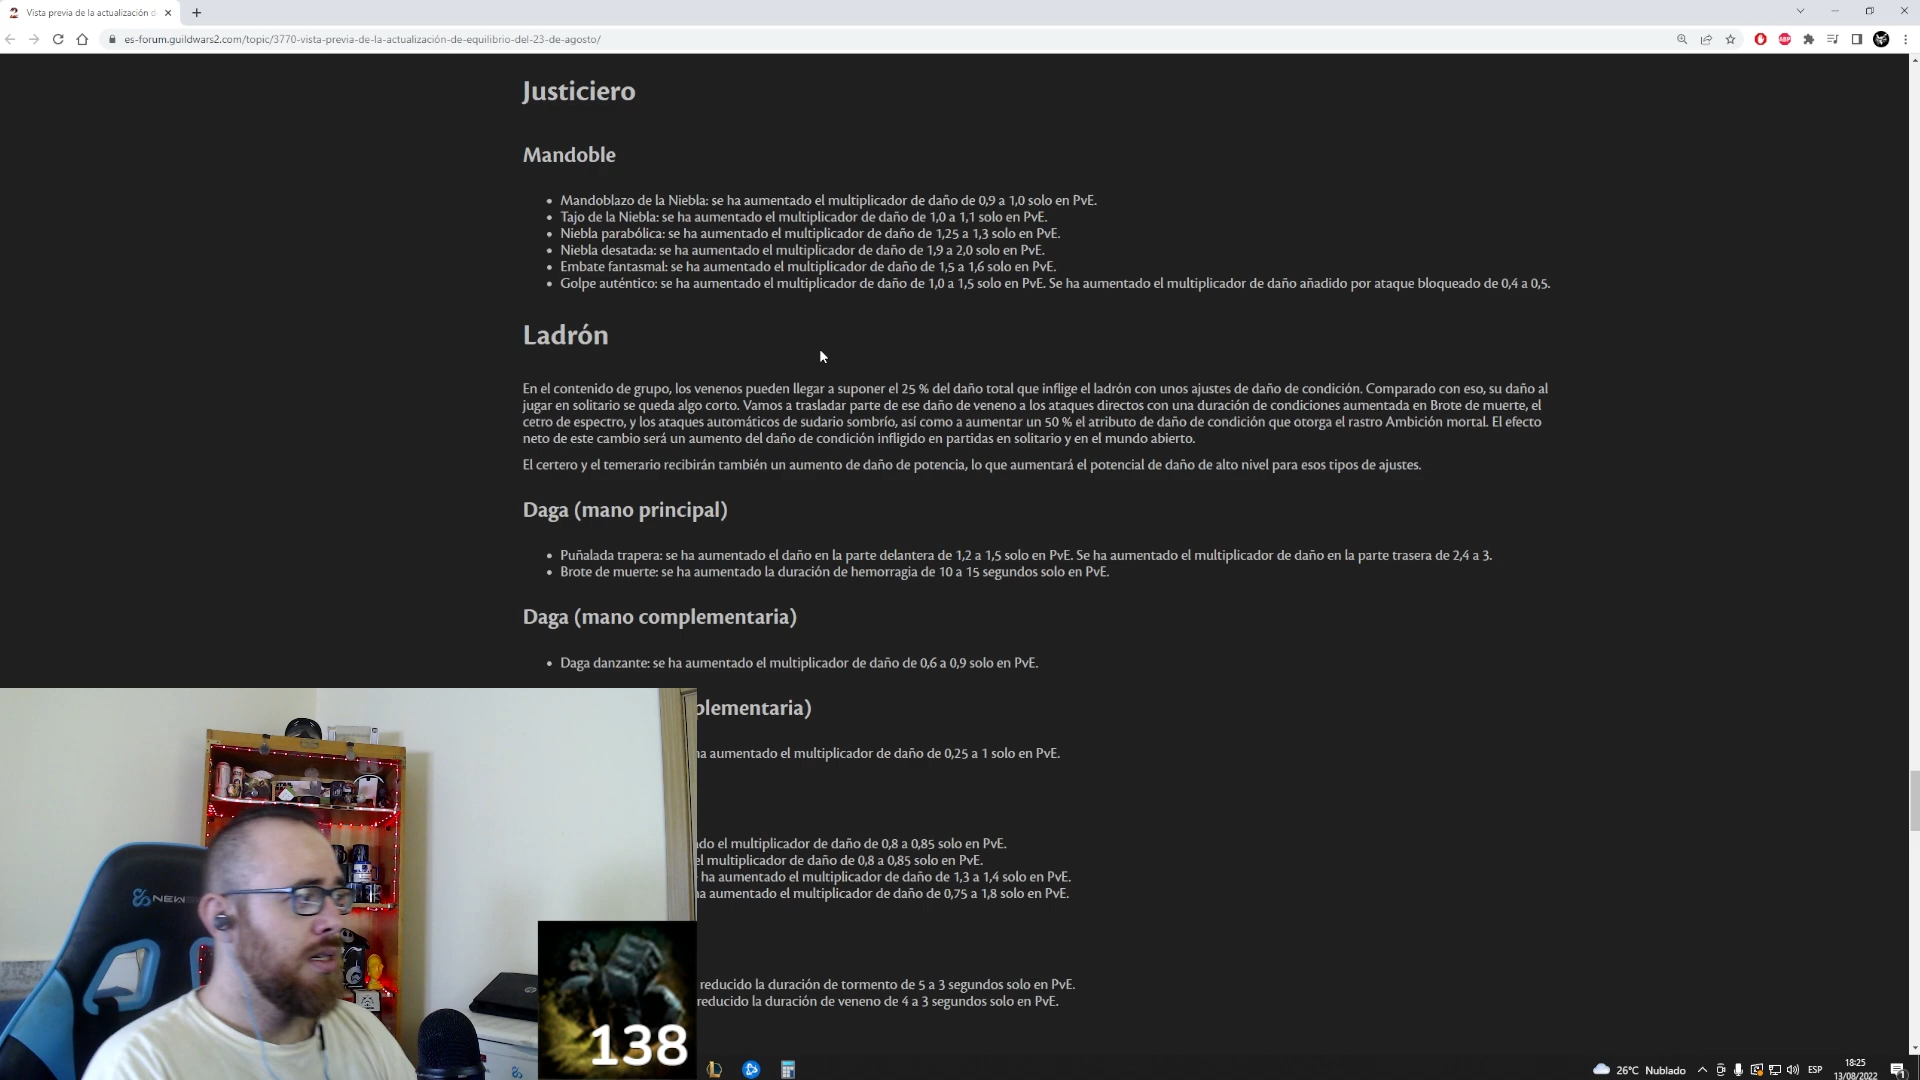 Vista previa de la actualización d
es-forum.guildwars2.com/topic/3770-vista-previa-de-la-actualización-de-equilibrio-del-23-de-agosto/
Justiciero
Mandoble
• Mandoblazo de la Niebla: se ha aumentado el multiplicador de daño de 0,9 a 1,0 solo en PvE.
• Tajo de la Niebla: se ha aumentado el multiplicador de daño de 1,0 a 1,1 solo en PvE.
• Niebla parabólica: se ha aumentado el multiplicador de daño de 1,25 a 1,3 solo en PvE.
• Niebla desatada: se ha aumentado el multiplicador de daño de 1,9 a 2,0 solo en PvE.
• Embate fantasmal: se ha aumentado el multiplicador de daño de 1,5 a 1,6 solo en PvE.
• Golpe auténtico: se ha aumentado el multiplicador de daño de 1,0 a 1,5 solo en PvE. Se ha aumentado el multiplicador de daño añadido por ataque bloqueado de 0,4 a 0,5.
Ladrón
En el contenido de grupo, los venenos pueden llegar a suponer el 25 % del daño total que inflige el ladrón con unos ajustes de daño de condición. Comparado con eso, su daño al
jugar en solitario se queda algo corto. Vamos a trasladar parte de ese daño de veneno a los ataques directos con una duración de condiciones aumentada en Brote de muerte, el
cetro de espectro, y los ataques automáticos de sudario sombrío, así como a aumentar un 50 % el atributo de daño de condición que otorga el rastro Ambición mortal. El efecto
neto de este cambio será un aumento del daño de condición infligido en partidas en solitario y en el mundo abierto.
El certero y el temerario recibirán también un aumento de daño de potencia, lo que aumentará el potencial de daño de alto nivel para esos tipos de ajustes.
Daga (mano principal)
• Puñalada trapera: se ha aumentado el daño en la parte delantera de 1,2 a 1,5 solo en PvE. Se ha aumentado el multiplicador de daño en la parte trasera de 2,4 a 3.
• Brote de muerte: se ha aumentado la duración de hemorragia de 10 a 15 segundos solo en PvE.
Daga (mano complementaria)
• Daga danzante: se ha aumentado el multiplicador de daño de 0,6 a 0,9 solo en PvE.
plementaria)
ha aumentado el multiplicador de daño de 0,25 a 1 solo en PvE.
do el multiplicador de daño de 0,8 a 0,85 solo en PvE.
el multiplicador de daño de 0,8 a 0,85 solo en PvE.
ha aumentado el multiplicador de daño de 1,3 a 1,4 solo en PvE.
ha aumentado el multiplicador de daño de 0,75 a 1,8 solo en PvE.
reducido la duración de tormento de 5 a 3 segundos solo en PvE.
reducido la duración de veneno de 4 a 3 segundos solo en PvE.
NEWS
138
26°C Nublado
ESP
18:25
13/08/2022